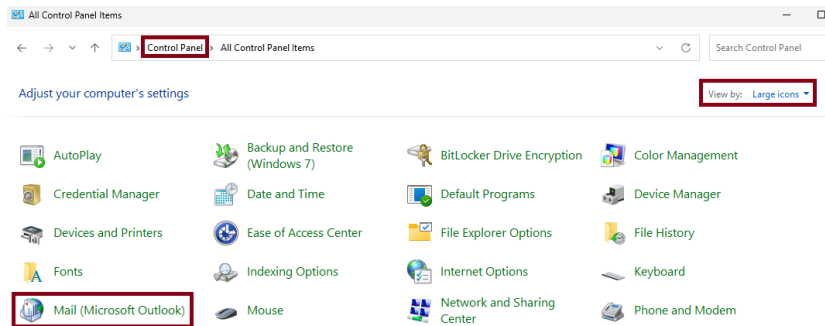 All Control Panel Items
Control Panel All Control Panel Items
Search Control Panel
Adjust your computer's settings
View by: Large icons
AutoPlay
Backup and Restore
(Windows 7)
BitLocker Drive Encryption
Color Management
Credential Manager
Date and Time
Default Programs
Device Manager
Devices and Printers
Ease of Access Center
File Explorer Options
File History
Fonts
Indexing Options
Internet Options
Keyboard
Mail (Microsoft Outlook)
Mouse
Network and Sharing
Center
Phone and Modem